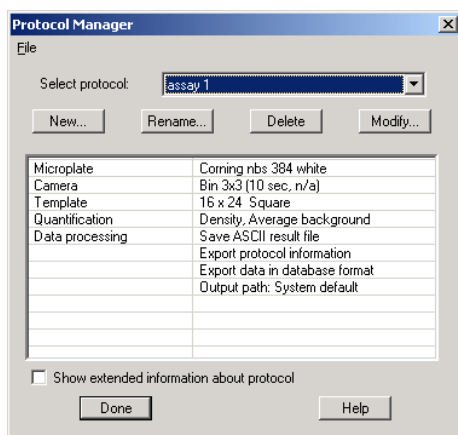 Protocol Manager
File
Select protocol: assay 1
New... Rename... Delete Modify...
Microplate Corning nbs 384 white
Camera Bin 3x3 (10 sec, n/a)
Template 16 x 24 Square
Quantification Density, Average background
Data processing Save ASCII result file
Export protocol information
Export data in database format
Output path: System default
Show extended information about protocol
Done Help